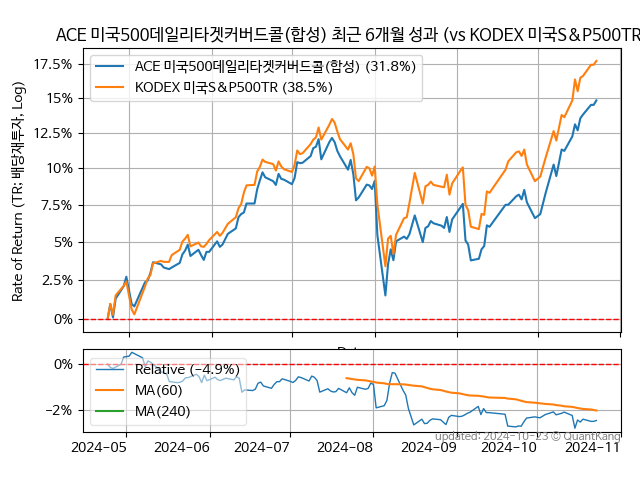 ACE 미국500데일리타겟커버드콜(합성) 최근 6개월 성과 (vs KODEX 미국S&P500TR
Rate of Return (TR: 배당재투자, Log)
17.5%
15%
12.5%
10%
7.5%
5%
2.5%
0%
ACE 미국500데일리타겟커버드콜(합성) (31.8%)
KODEX 미국S&P500TR (38.5%)
0%
−2%
Relative (−4.9%)
MA(60)
MA(240)
updated: 2024-10-23 © QuantKang
2024-05
2024-06
2024-07
2024-08
2024-09
2024-10
2024-11